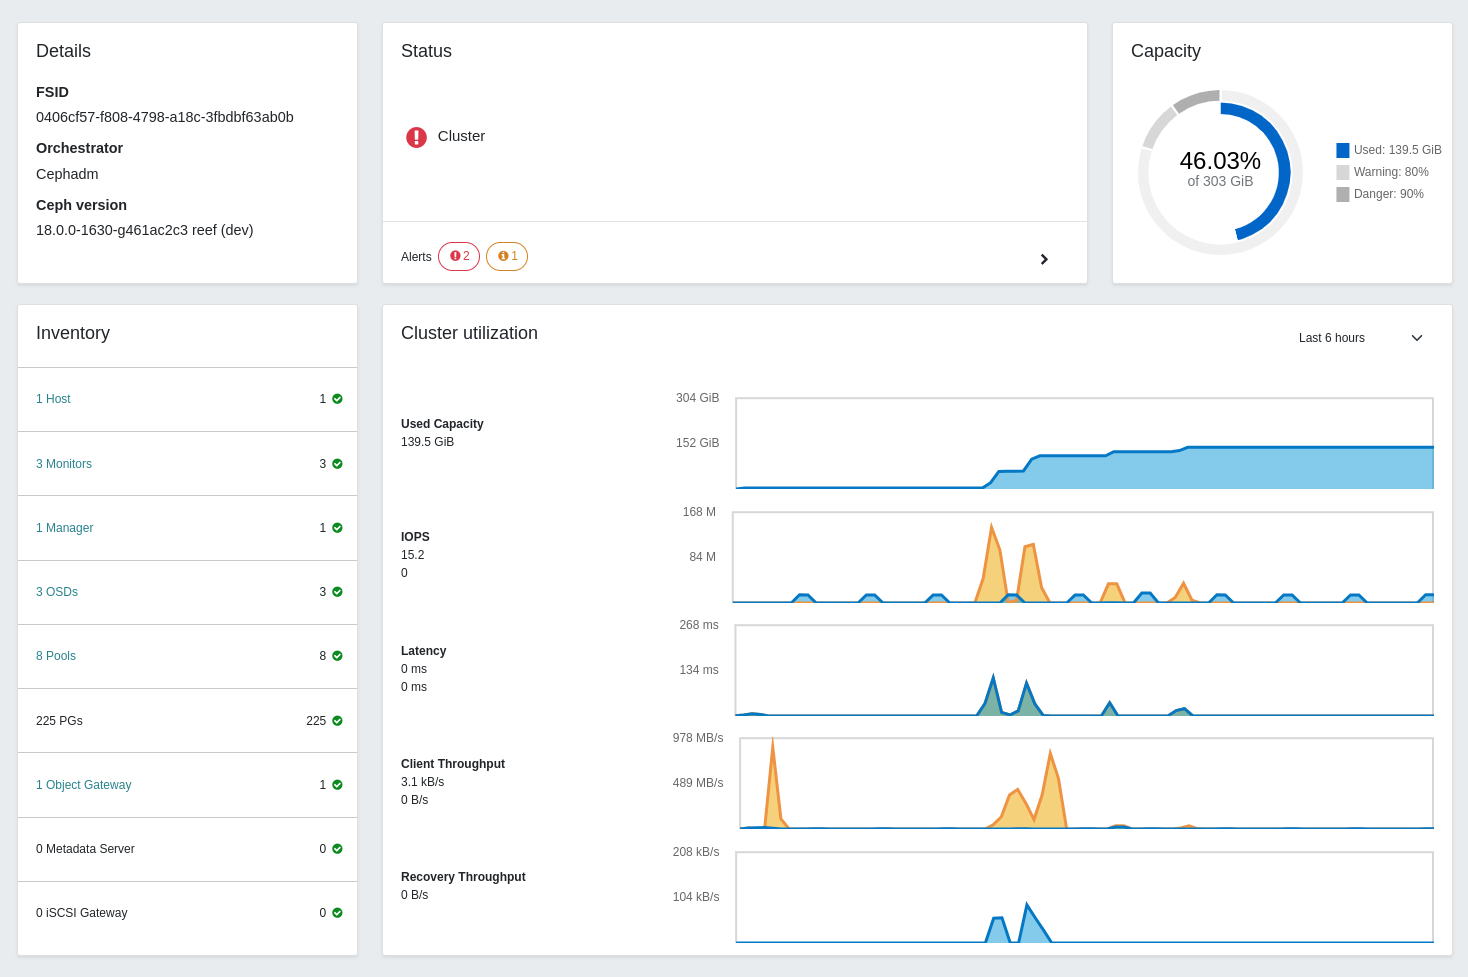 Details
FSID
0406cf57-f808-4798-a18c-3fbdbf63ab0b
Orchestrator
Cephadm
Ceph version
18.0.0-1630-g461ac2c3 reef (dev)
Status
Cluster
Alerts 2 1
Capacity
46.03%
of 303 GiB
Used: 139.5 GiB
Warning: 80%
Danger: 90%
Inventory
1 Host 1
3 Monitors 3
1 Manager 1
3 OSDs 3
8 Pools 8
225 PGs 225
1 Object Gateway 1
0 Metadata Server 0
0 iSCSI Gateway 0
Cluster utilization
Last 6 hours
Used Capacity
139.5 GiB
304 GiB
152 GiB
IOPS
15.2
0
168 M
84 M
Latency
0 ms
0 ms
268 ms
134 ms
Client Throughput
3.1 kB/s
0 B/s
978 MB/s
489 MB/s
Recovery Throughput
0 B/s
208 kB/s
104 kB/s